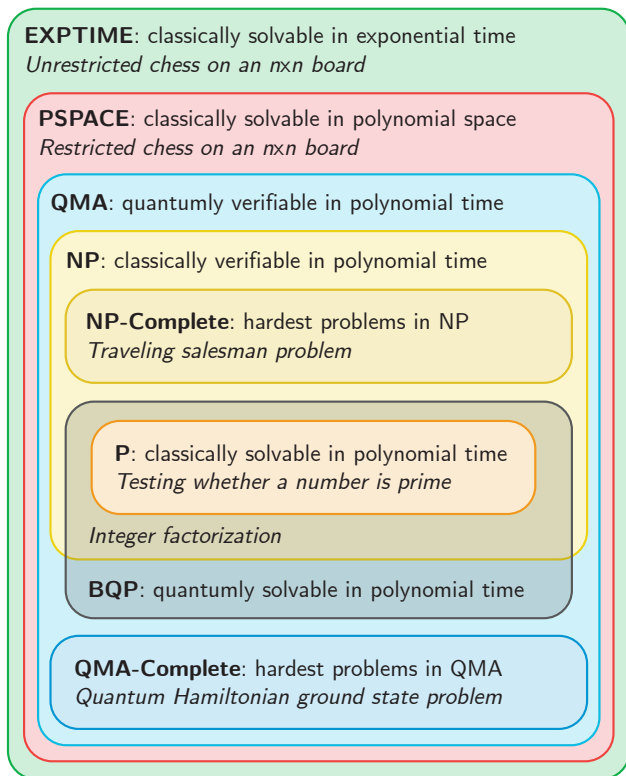 EXPTIME: classically solvable in exponential time
Unrestricted chess on an nxn board
PSPACE: classically solvable in polynomial space
Restricted chess on an nxn board
QMA: quantumly verifiable in polynomial time
NP: classically verifiable in polynomial time
NP-Complete: hardest problems in NP
Traveling salesman problem
P: classically solvable in polynomial time
Testing whether a number is prime
Integer factorization
BQP: quantumly solvable in polynomial time
QMA-Complete: hardest problems in QMA
Quantum Hamiltonian ground state problem